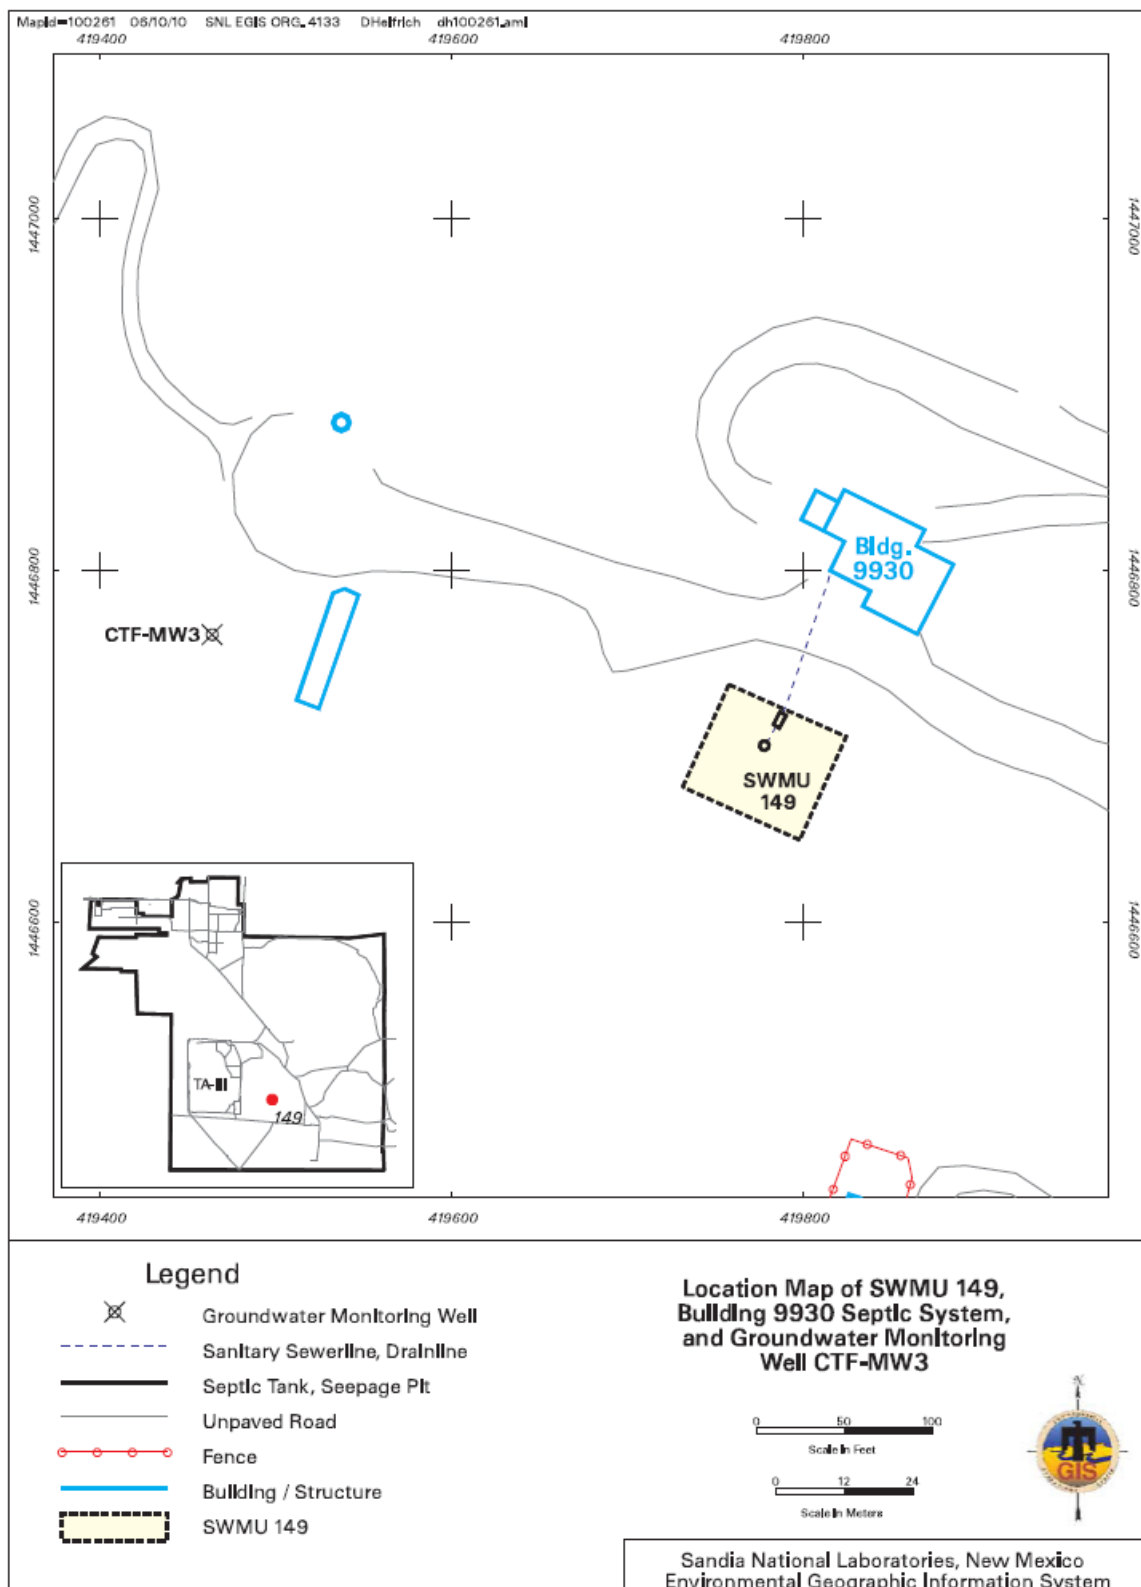 MapId=100261 06/10/10 SNL EGIS ORG. 4133 DHelfrich dh100261.aml
419400 419600 419800
1447000 1447000
Bldg.
9930
1446800 1446800
CTF-MW3
SWMU
149
1446600 1446600
TA-III
149
419400 419600 419800
Legend
Groundwater Monitoring Well
Sanitary Sewerline, Drainline
Septic Tank, Seepage Pit
Unpaved Road
Fence
Building / Structure
SWMU 149
Location Map of SWMU 149,
Building 9930 Septic System,
and Groundwater Monitoring
Well CTF-MW3
0 50 100
Scale in Feet
0 12 24
Scale in Meters
GIS
Sandia National Laboratories, New Mexico
Environmental Geographic Information System